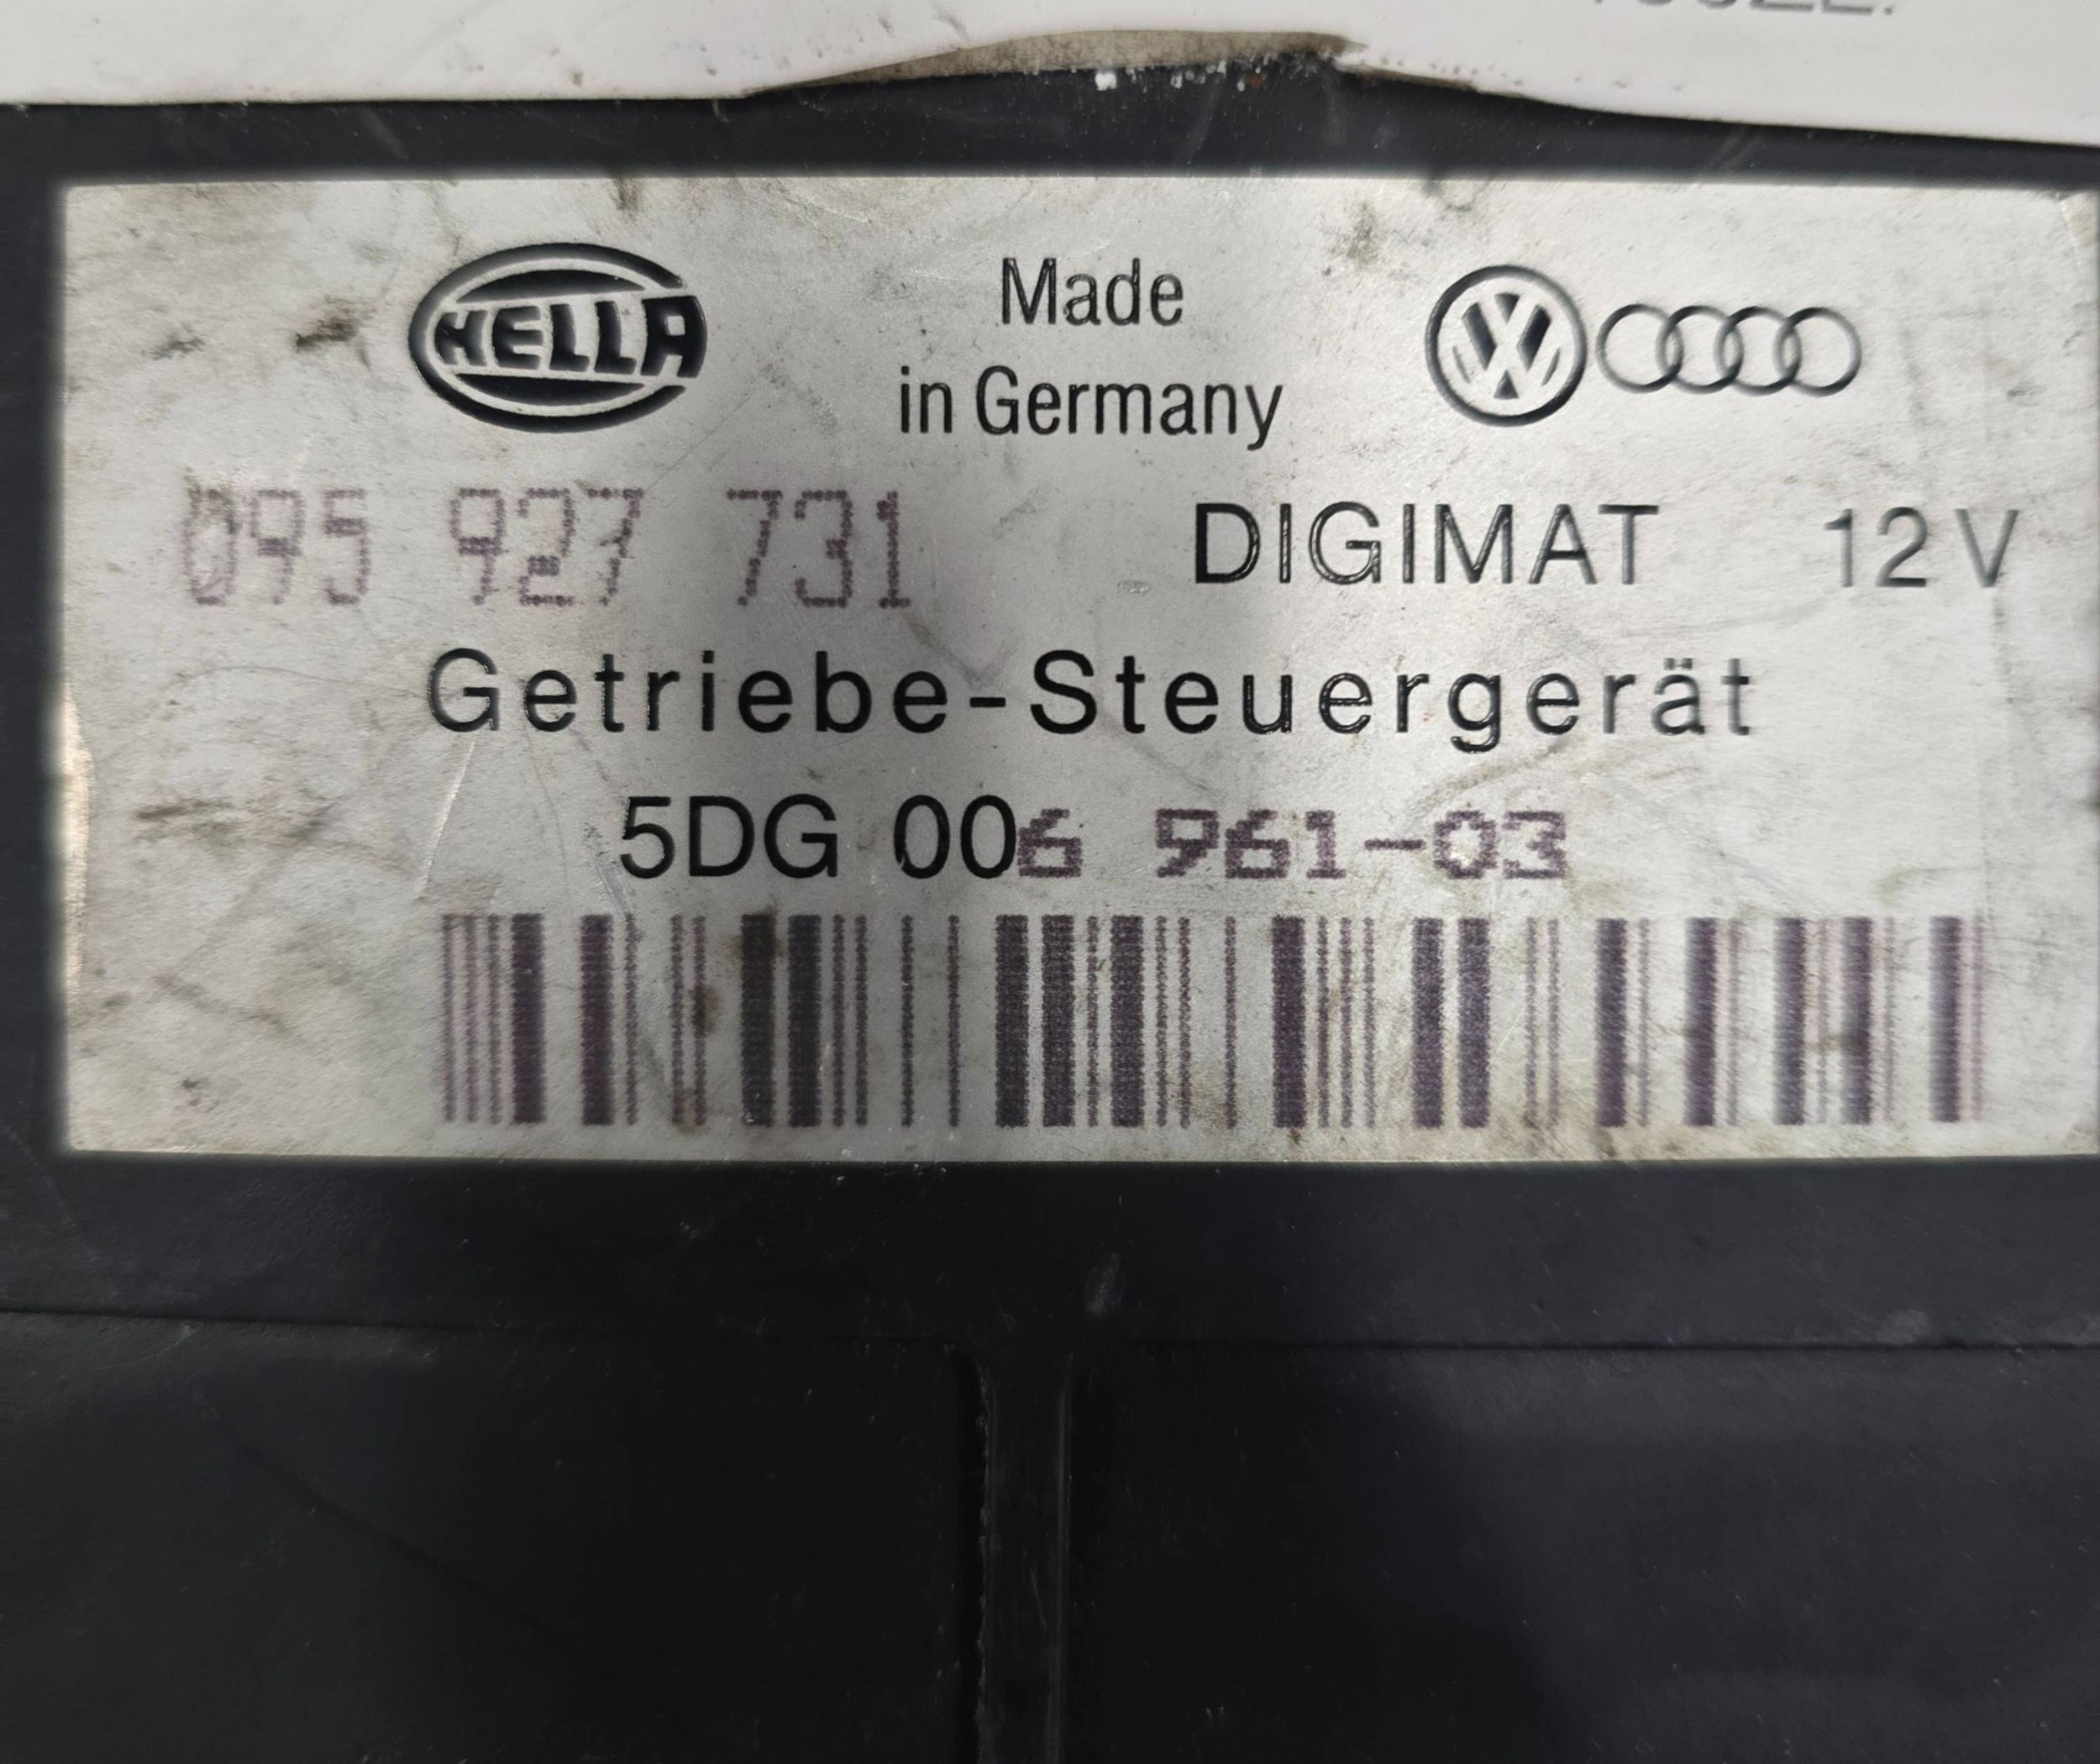 HELLA
Made
in Germany
095 927 731 DIGIMAT 12 V
Getriebe-Steuergerät
5DG 006 961-03